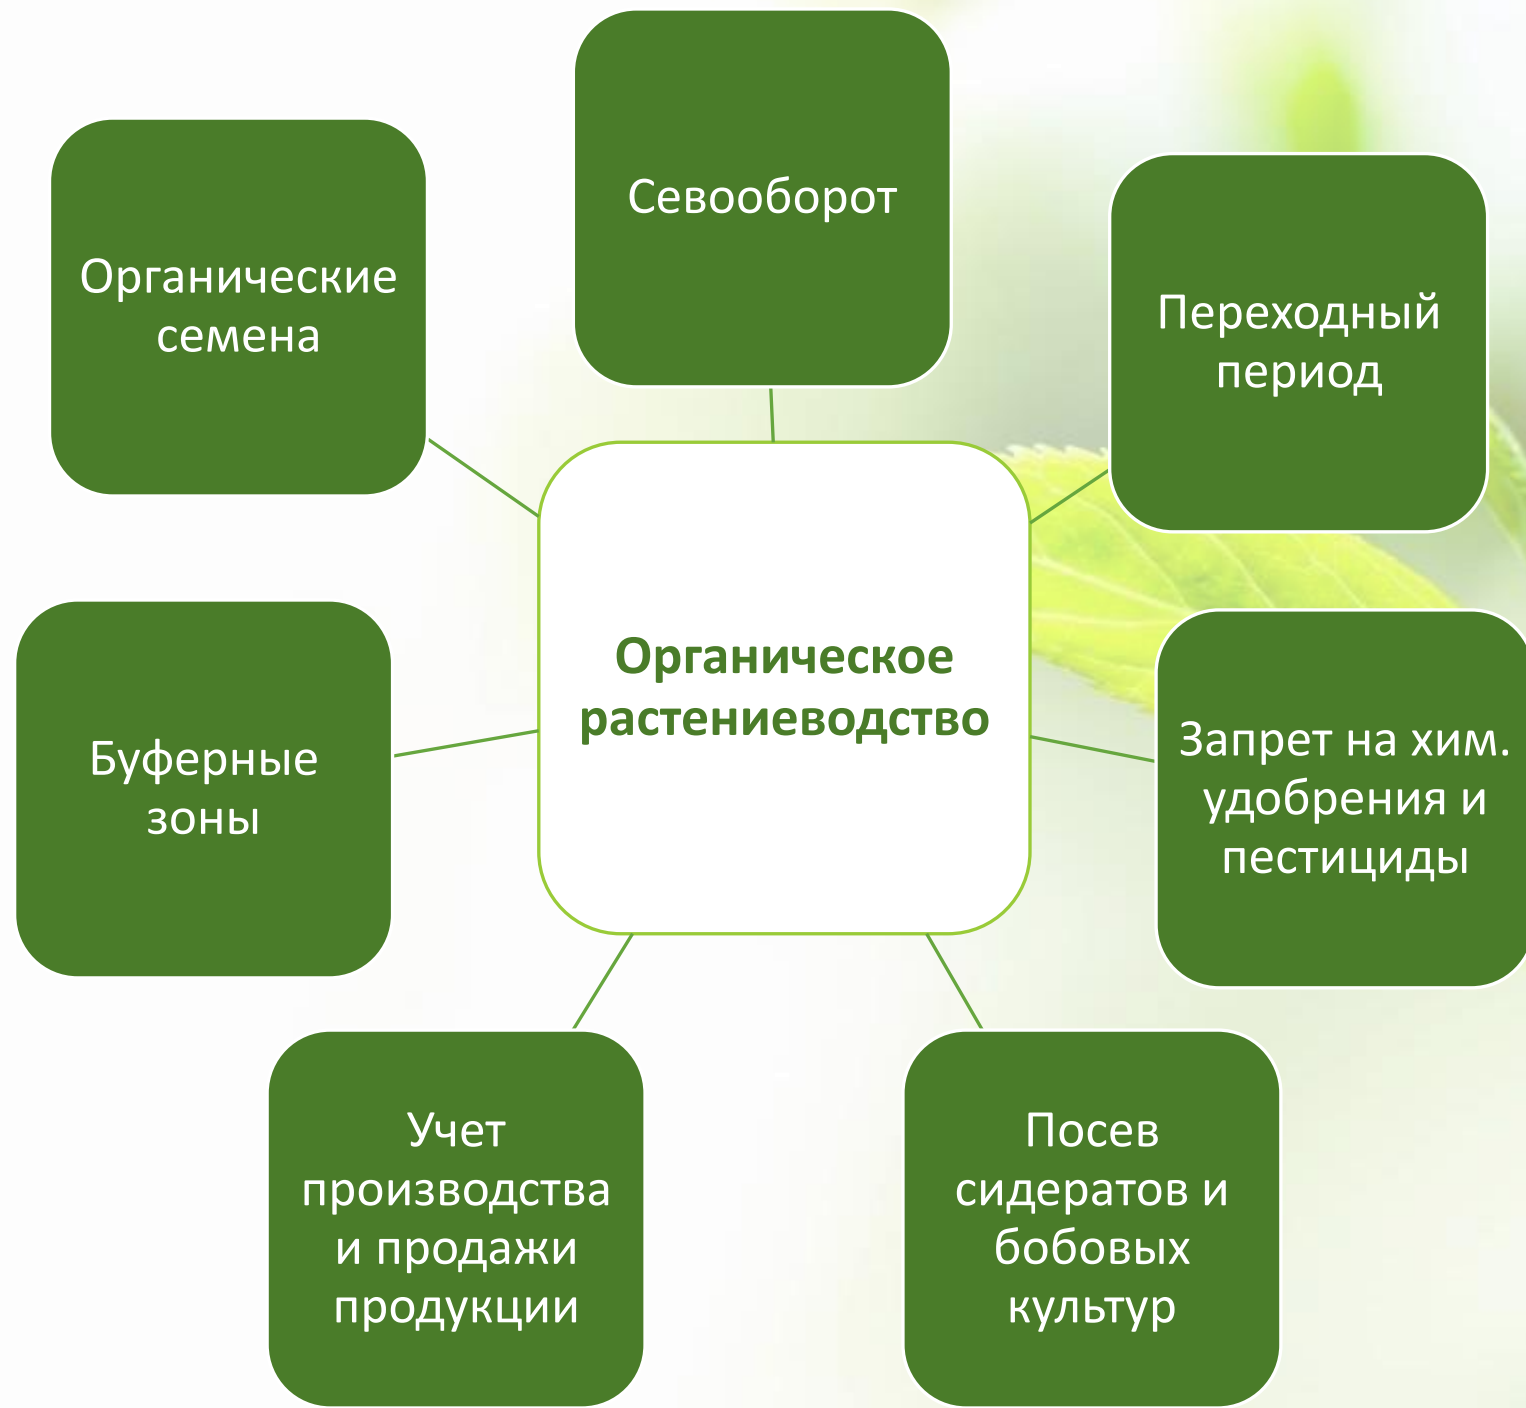 Севооборот
Органические
семена
Переходный
период
Органическое
растениеводство
Буферные
зоны
Запрет на хим.
удобрения и
пестициды
Учет
производства
и продажи
продукции
Посев
сидератов и
бобовых
культур